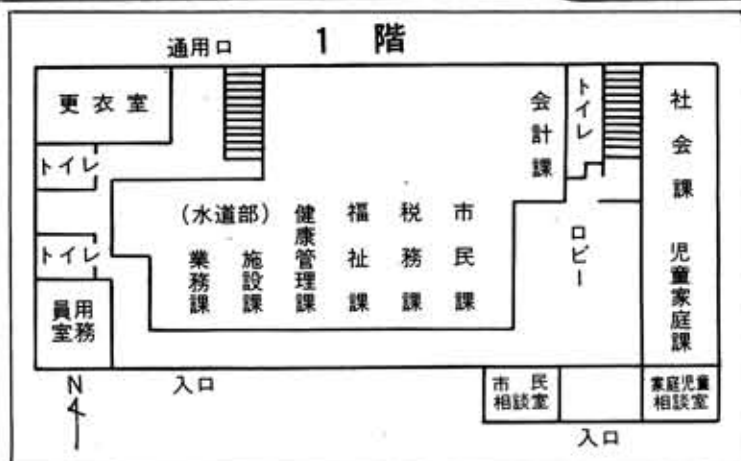 1 階
通用口
更衣室
トイレ
トイレ
用務
員室
(水道部)
業務課
施設課
健康管理課
福祉課
税務課
市民課
会計課
トイレ
ロビー
社会課
児童家庭課
N
入口
市民
相談室
家庭児童
相談室
入口